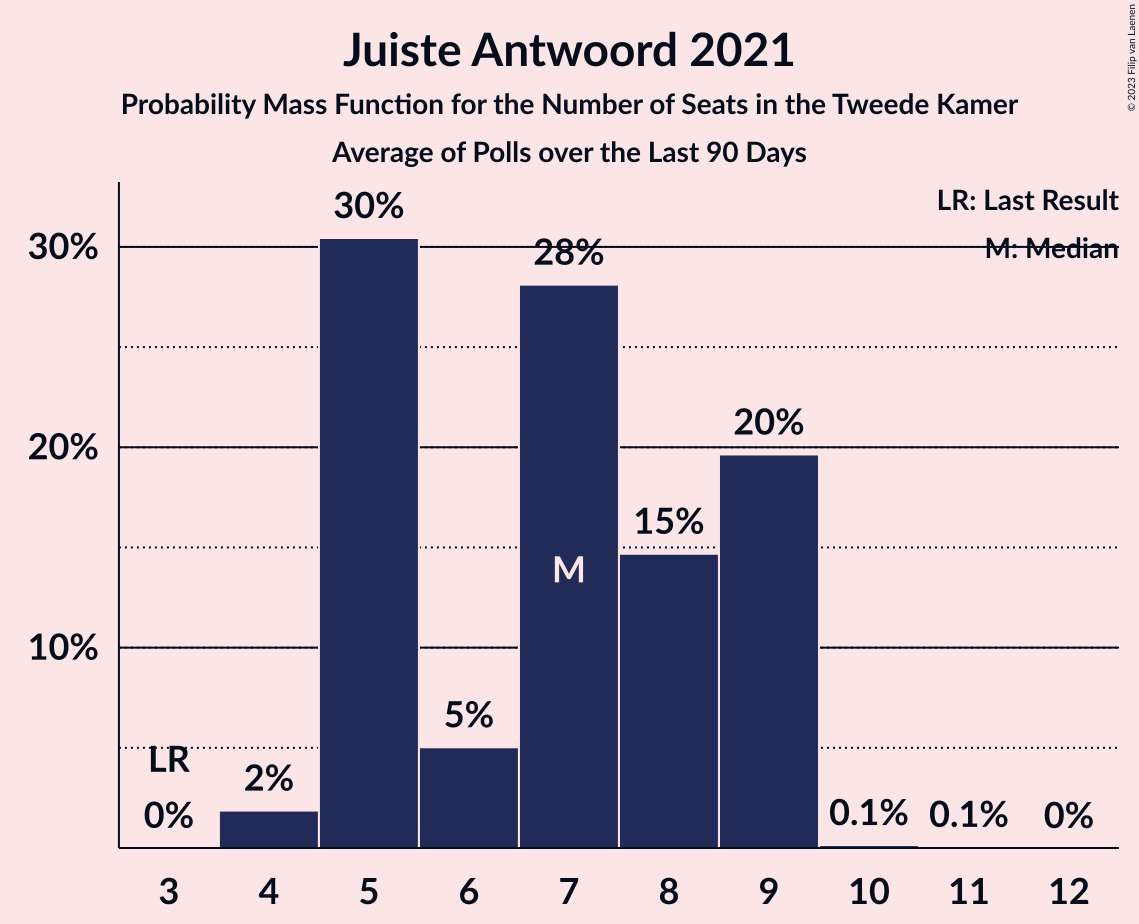 Juiste Antwoord 2021
Probability Mass Function for the Number of Seats in the Tweede Kamer
Average of Polls over the Last 90 Days
© 2023 Filip van Laenen
LR: Last Result
M: Median
30%
20%
10%
LR
0%
2%
30%
5%
28%
M
15%
20%
0.1%
0.1%
0%
3 4 5 6 7 8 9 10 11 12